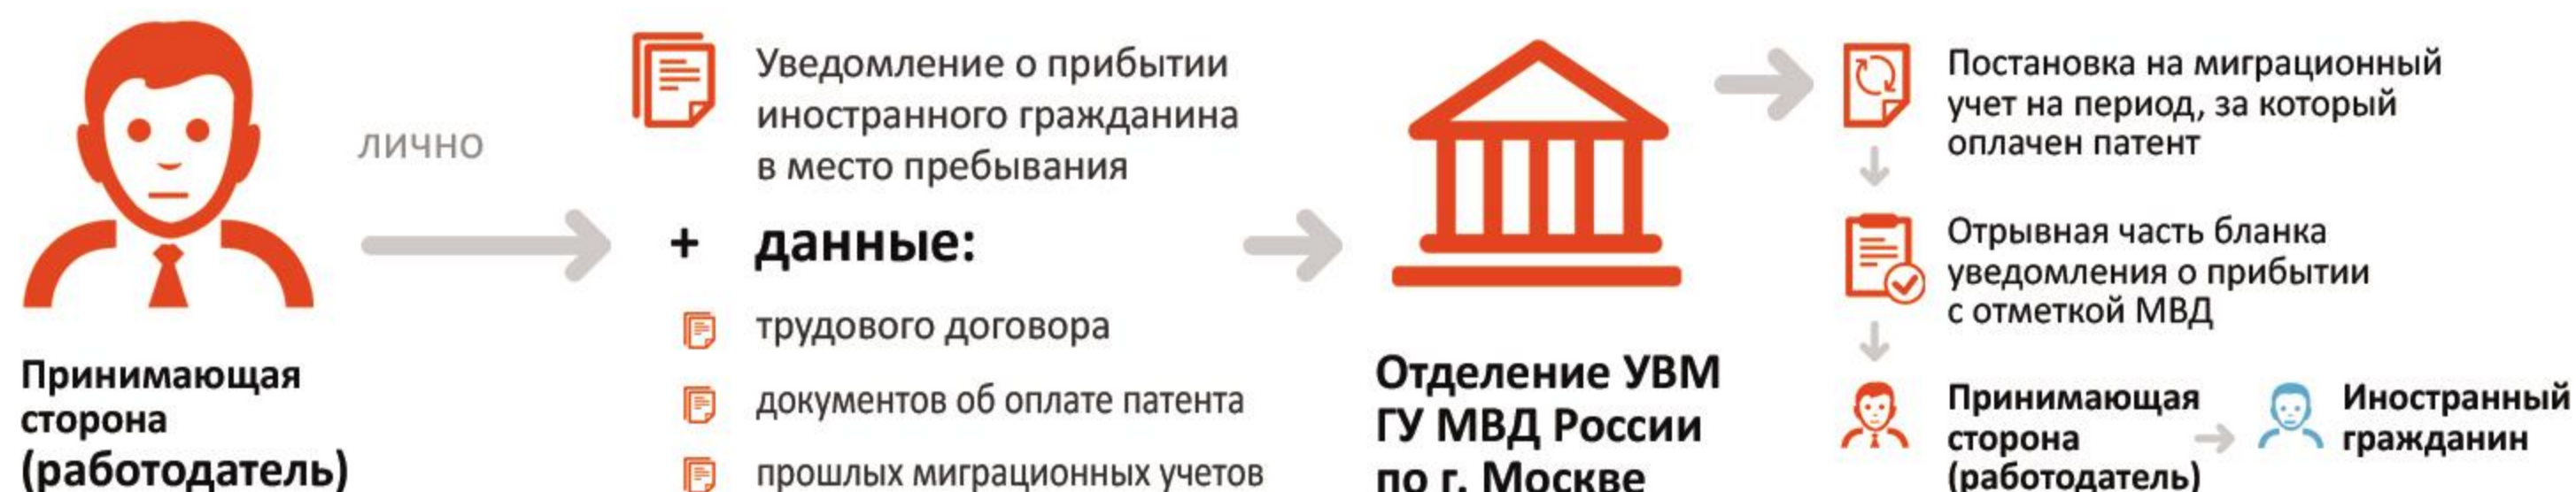 лично
Принимающая
сторона
(работодатель)
Уведомление о прибытии
иностранного гражданина
в место пребывания
+ данные:
трудового договора
документов об оплате патента
прошлых миграционных учетов
Отделение УВМ
ГУ МВД России
по г. Москве
Постановка на миграционный
учет на период, за который
оплачен патент
Отрывная часть бланка
уведомления о прибытии
с отметкой МВД
Принимающая
сторона
(работодатель)
Иностранный
гражданин